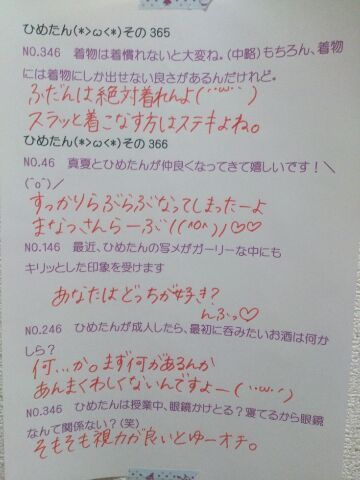 ひめたん(*>ω<*)その365
NO.346　着物は着慣れないと大変ね。(中略)もちろん、着物
には着物にしか出せない良さがあるんだけれど。
ふだんは絶対着れんよ(´･ω･`)
スラッと着こなす方はステキよね。
ひめたん(*>ω<*)その366
NO.46　真夏とひめたんが仲良くなってきて嬉しいです！＼
(^o^)／
すっかりらぶらぶなってしまったーよ
まなつさんらーぶ!(^o^)ノ♡♡
NO.146　最近、ひめたんの写メがガーリーな中にも
キリッとした印象を受けます
あなたはどっちが好き？
んふっ♡
NO.246　ひめたんが成人したら、最初に呑みたいお酒は何か
しら？
何…か。まず何があるんか
あんまくわしくないんですよー(´･ω･`)
NO.346　ひめたんは授業中、眼鏡かけとる？寝てるから眼鏡
なんて関係ない？(笑)
そもそも視力が良いとゆーオチ。